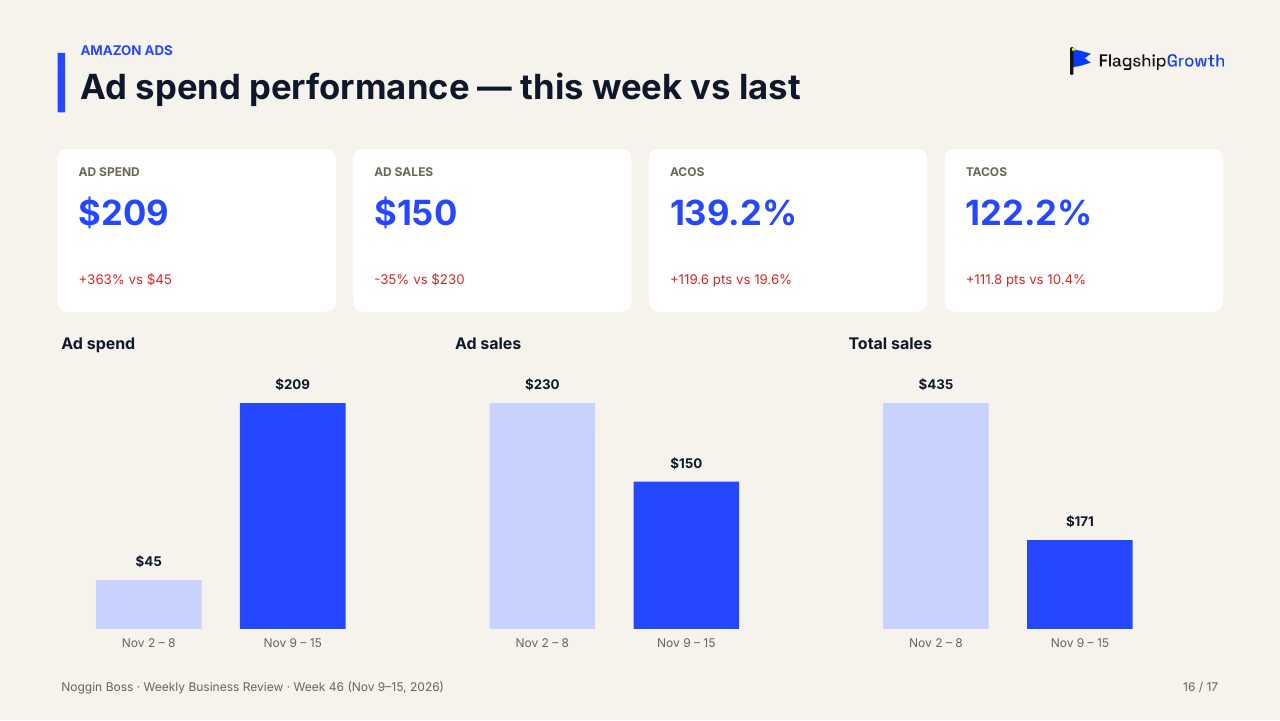 AMAZON ADS
Ad spend performance — this week vs last
FlagshipGrowth
AD SPEND
$209
+363% vs $45
AD SALES
$150
-35% vs $230
ACOS
139.2%
+119.6 pts vs 19.6%
TACOS
122.2%
+111.8 pts vs 10.4%
Ad spend
$45
$209
Nov 2 – 8
Nov 9 – 15
Ad sales
$230
$150
Nov 2 – 8
Nov 9 – 15
Total sales
$435
$171
Nov 2 – 8
Nov 9 – 15
Noggin Boss · Weekly Business Review · Week 46 (Nov 9–15, 2026)
16 / 17